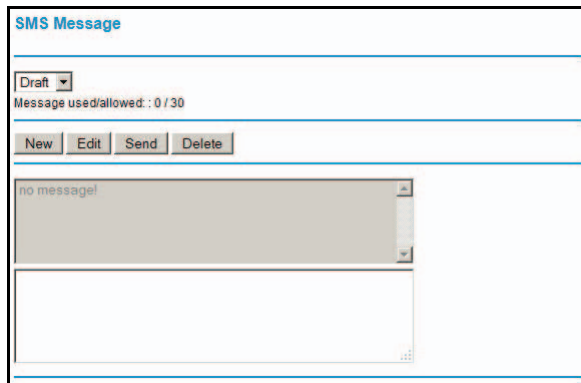 SMS Message
Draft
Message used/allowed: : 0 / 30
New Edit Send Delete
no message!